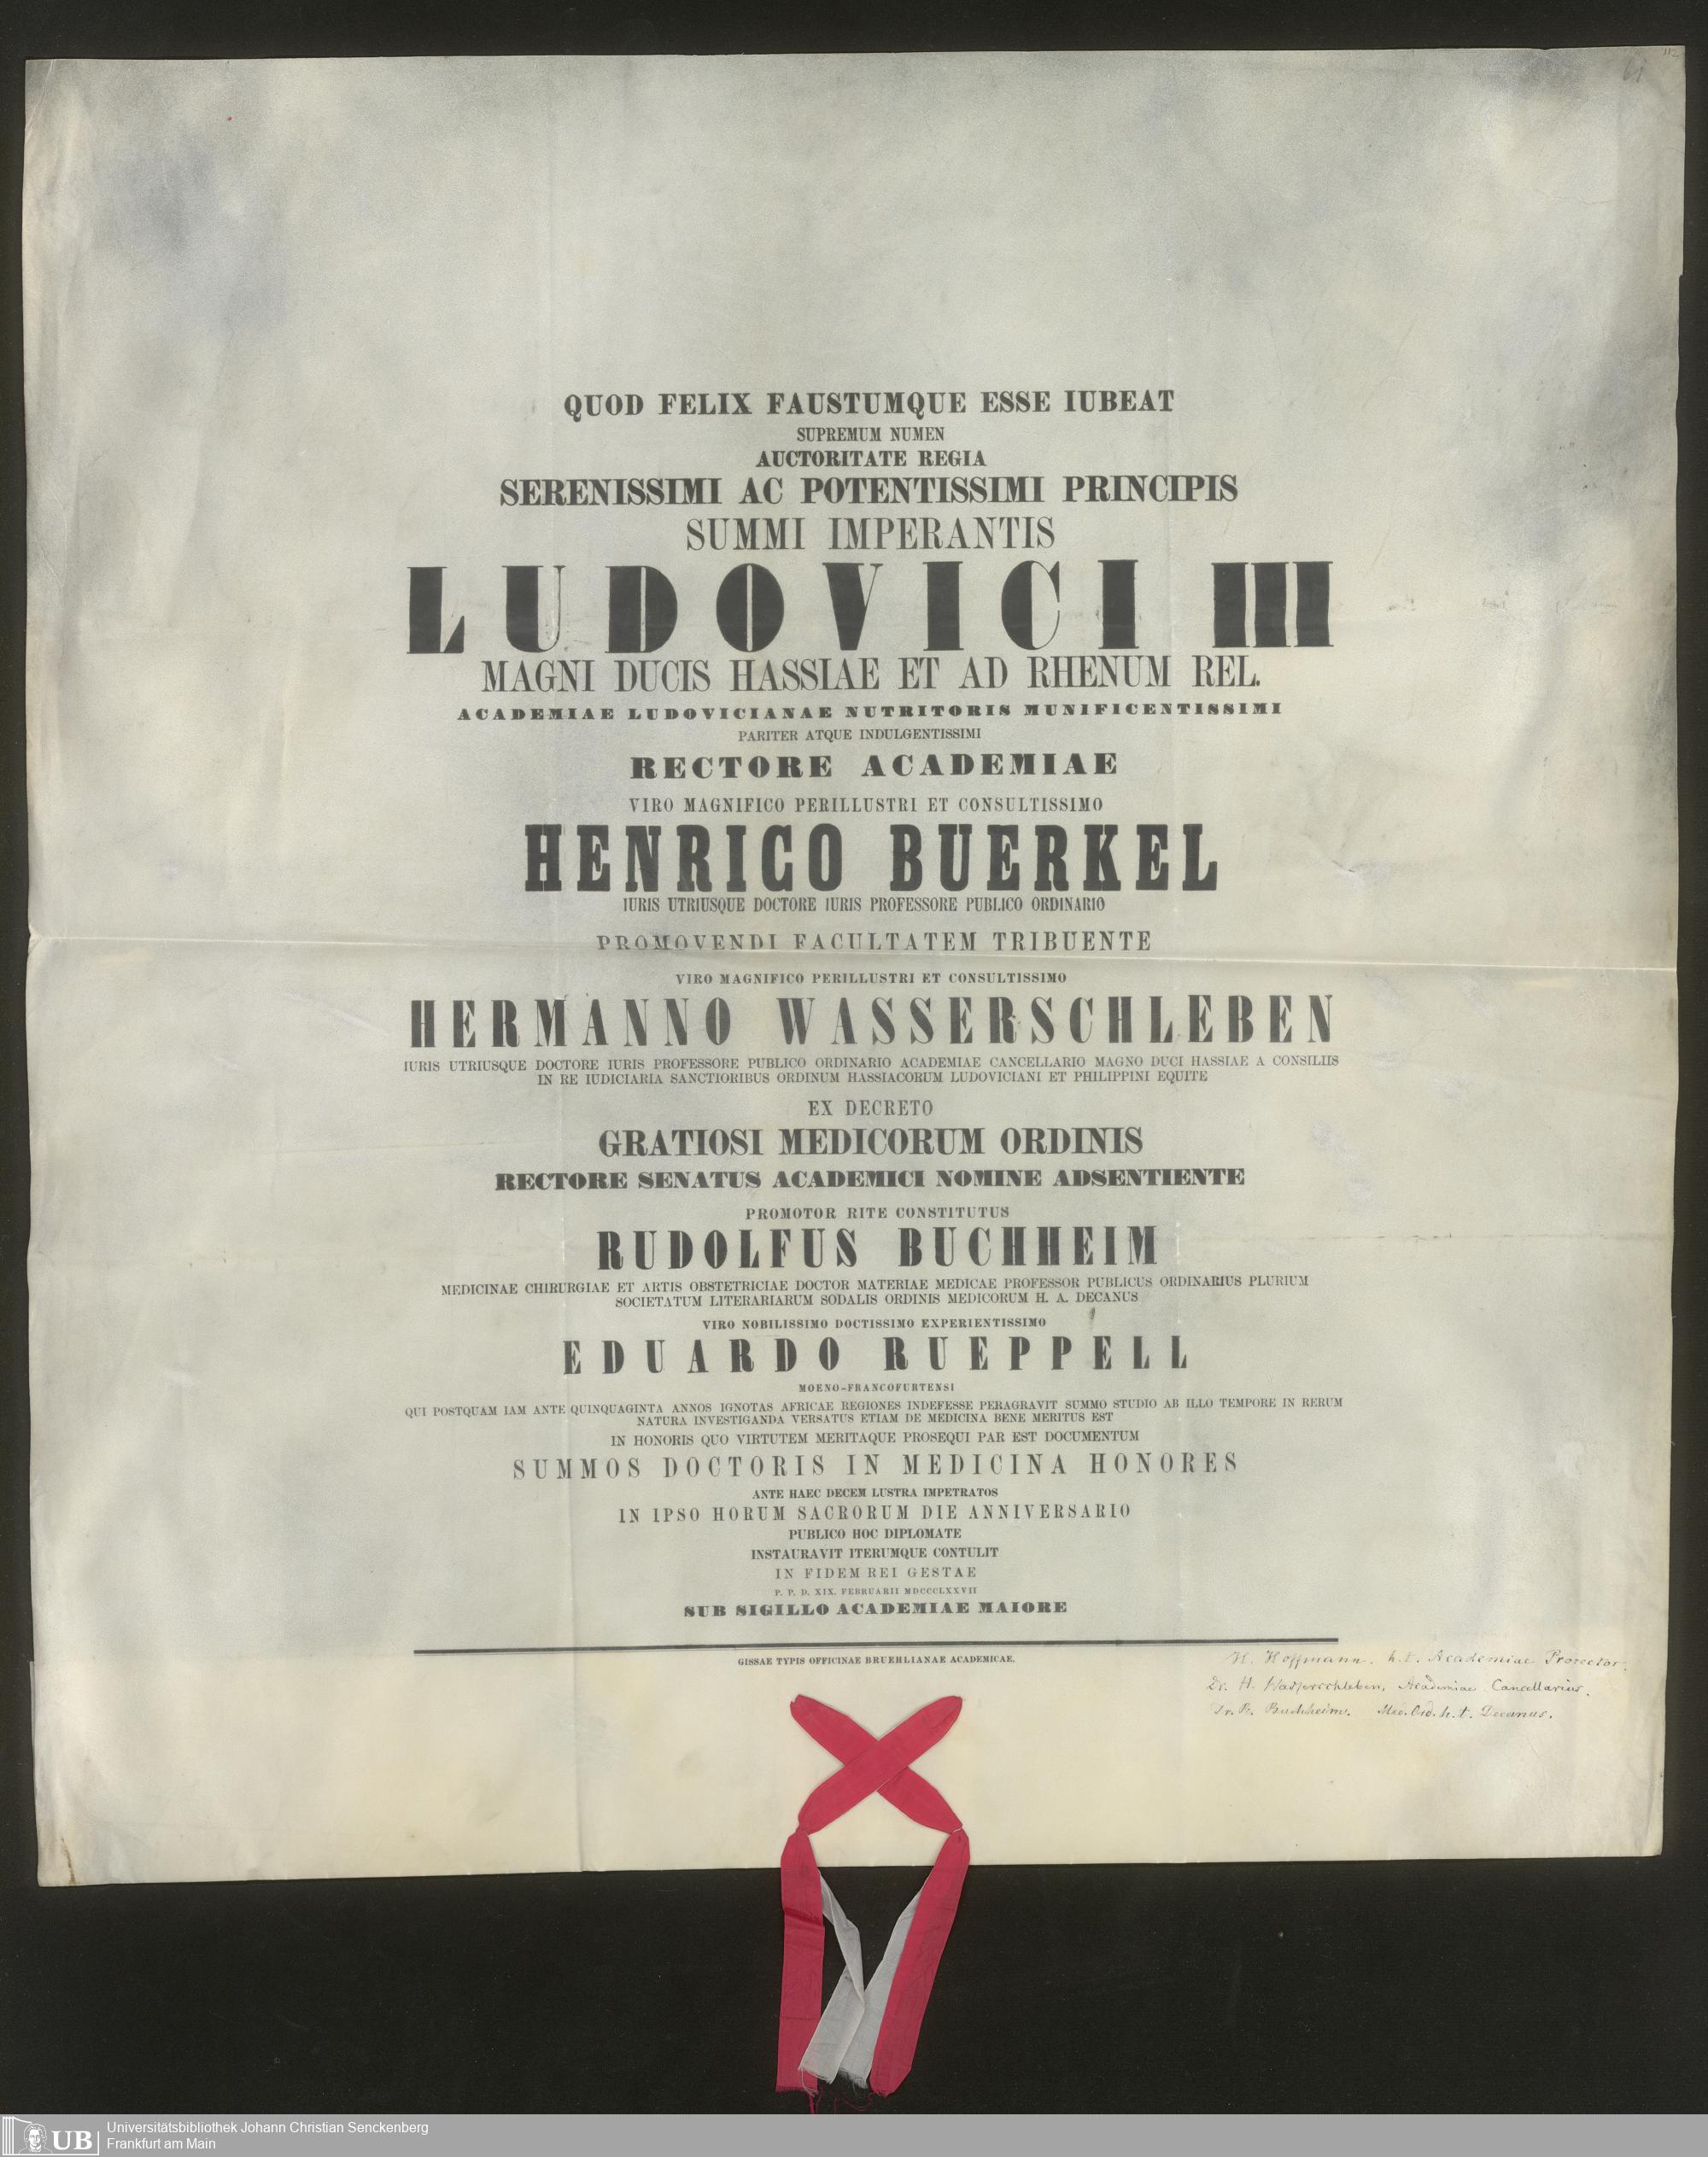 112
61
QUOD FELIX FAUSTUMQUE ESSE IUBEAT
SUPREMUM NUMEN
AUCTORITATE REGIA
SERENISSIMI AC POTENTISSIMI PRINCIPIS
SUMMI IMPERANTIS
LUDOVICI III
MAGNI DUCIS HASSIAE ET AD RHENUM REL.
ACADEMIAE LUDOVICIANAE NUTRITORIS MUNIFICENTISSIMI
PARITER ATQUE INDULGENTISSIMI
RECTORE ACADEMIAE
VIRO MAGNIFICO PERILLUSTRI ET CONSULTISSIMO
HENRICO BUERKEL
IURIS UTRIUSQUE DOCTORE IURIS PROFESSORE PUBLICO ORDINARIO
PROMOVENDI FACULTATEM TRIBUENTE
VIRO MAGNIFICO PERILLUSTRI ET CONSULTISSIMO
HERMANNO WASSERSCHLEBEN
IURIS UTRIUSQUE DOCTORE IURIS PROFESSORE PUBLICO ORDINARIO ACADEMIAE CANCELLARIO MAGNO DUCI HASSIAE A CONSILIIS
IN RE IUDICIARIA SANCTIORIBUS ORDINUM HASSIACORUM LUDOVICIANI ET PHILIPPINI EQUITE
EX DECRETO
GRATIOSI MEDICORUM ORDINIS
RECTORE SENATUS ACADEMICI NOMINE ADSENTIENTE
PROMOTOR RITE CONSTITUTUS
RUDOLFUS BUCHHEIM
MEDICINAE CHIRURGIAE ET ARTIS OBSTETRICIAE DOCTOR MATERIAE MEDICAE PROFESSOR PUBLICUS ORDINARIUS PLURIUM
SOCIETATUM LITERARIARUM SODALIS ORDINIS MEDICORUM H. A. DECANUS
VIRO NOBILISSIMO DOCTISSIMO EXPERIENTISSIMO
EDUARDO RUEPPELL
MOENO-FRANCOFURTENSI
QUI POSTQUAM IAM ANTE QUINQUAGINTA ANNOS IGNOTAS AFRICAE REGIONES INDEFESSE PERAGRAVIT SUMMO STUDIO AB ILLO TEMPORE IN RERUM
NATURA INVESTIGANDA VERSATUS ETIAM DE MEDICINA BENE MERITUS EST
IN HONORIS QUO VIRTUTEM MERITAQUE PROSEQUI PAR EST DOCUMENTUM
SUMMOS DOCTORIS IN MEDICINA HONORES
ANTE HAEC DECEM LUSTRA IMPETRATOS
IN IPSO HORUM SACRORUM DIE ANNIVERSARIO
PUBLICO HOC DIPLOMATE
INSTAURAVIT ITERUMQUE CONTULIT
IN FIDEM REI GESTAE
P. P. D. XIX. FEBRUARII MDCCCLXXVII
SUB SIGILLO ACADEMIAE MAIORE
GISSAE TYPIS OFFICINAE BRUEHLIANAE ACADEMICAE.
H. Hoffmann. h. t. Academiae Prorector.
Dr. H. Wasserschleben, Academiae Cancellarius.
Dr. R. Buchheim. Med. Ord. h. t. Decanus.
UB
Universitätsbibliothek Johann Christian Senckenberg
Frankfurt am Main